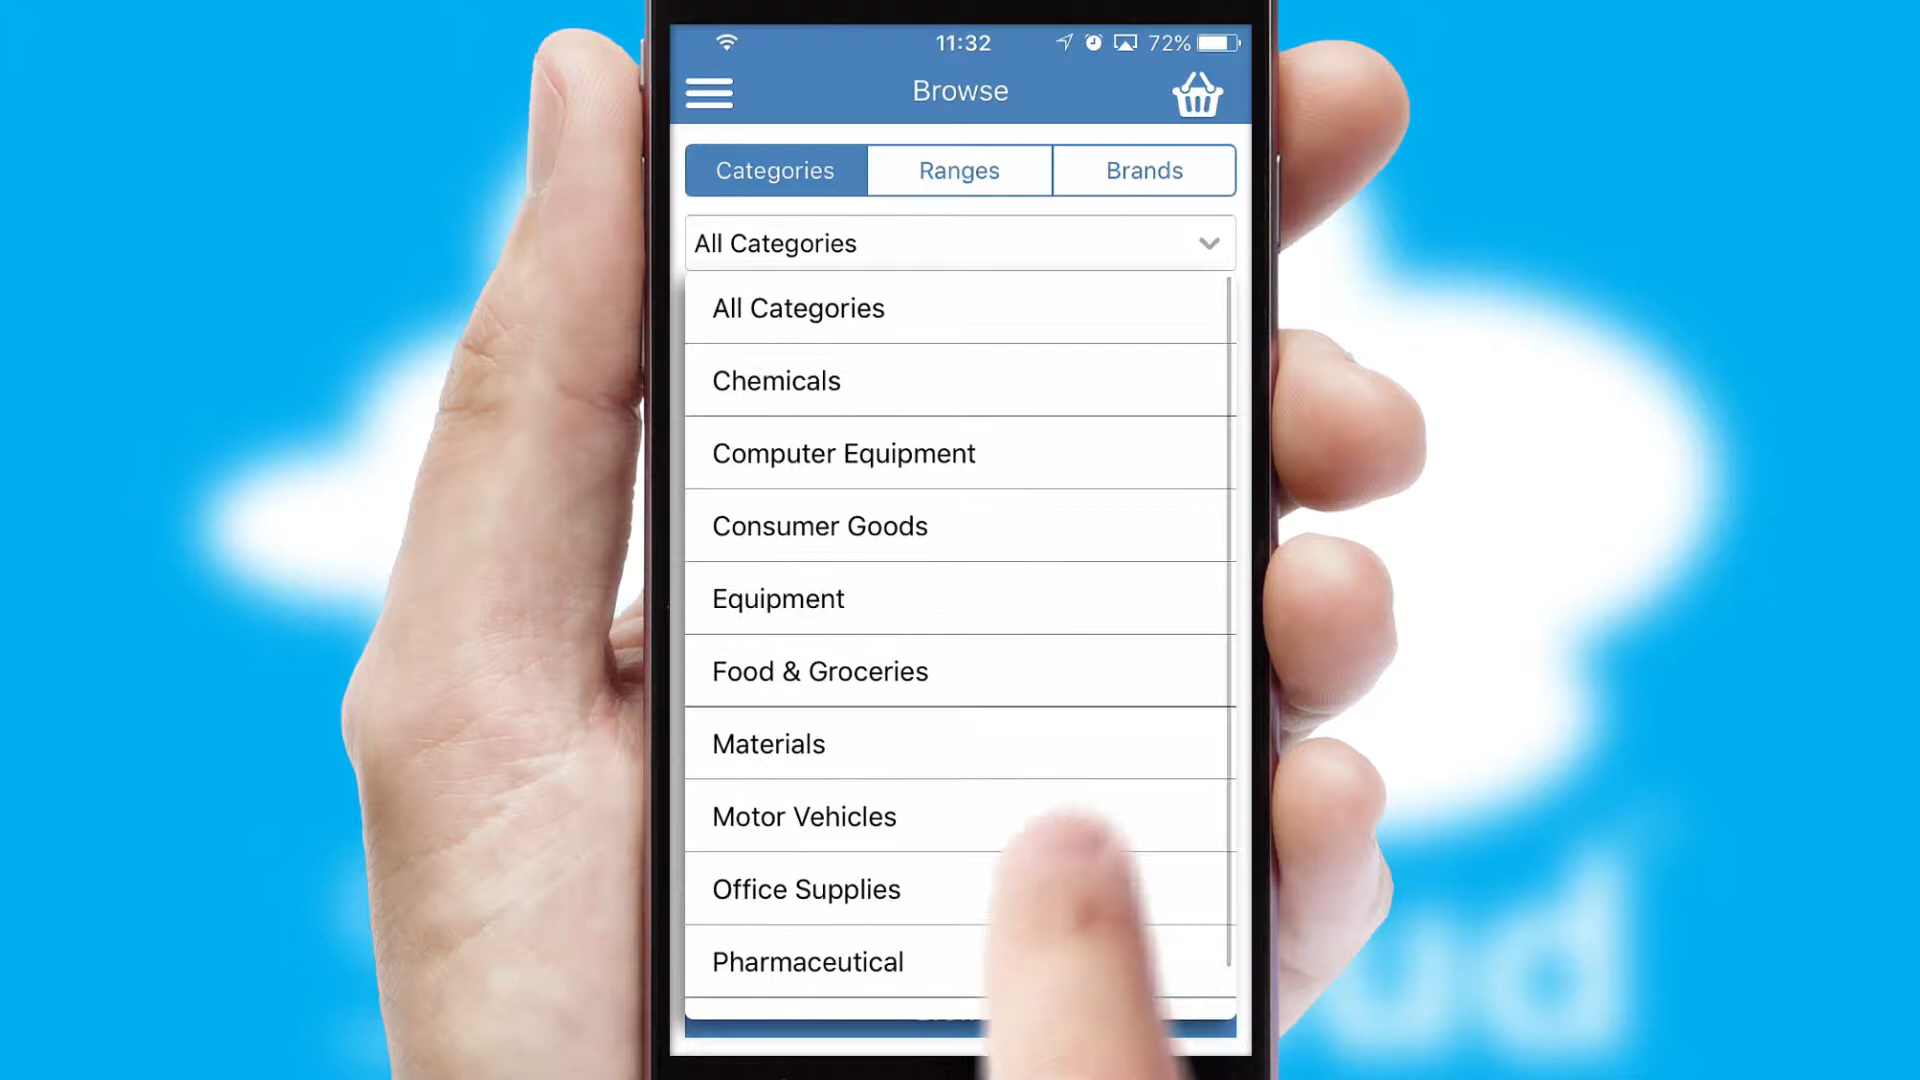 11:32 72%
Browse
Categories Ranges Brands
All Categories
All Categories
Chemicals
Computer Equipment
Consumer Goods
Equipment
Food & Groceries
Materials
Motor Vehicles
Office Supplies
Pharmaceutical